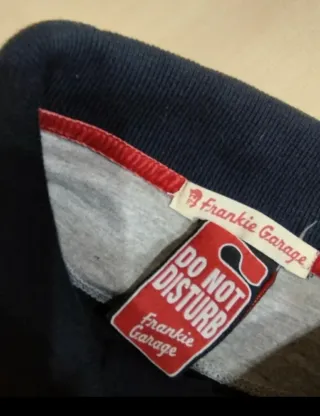 Frankie Garage
DO NOT
DISTURB
Frankie
Garage